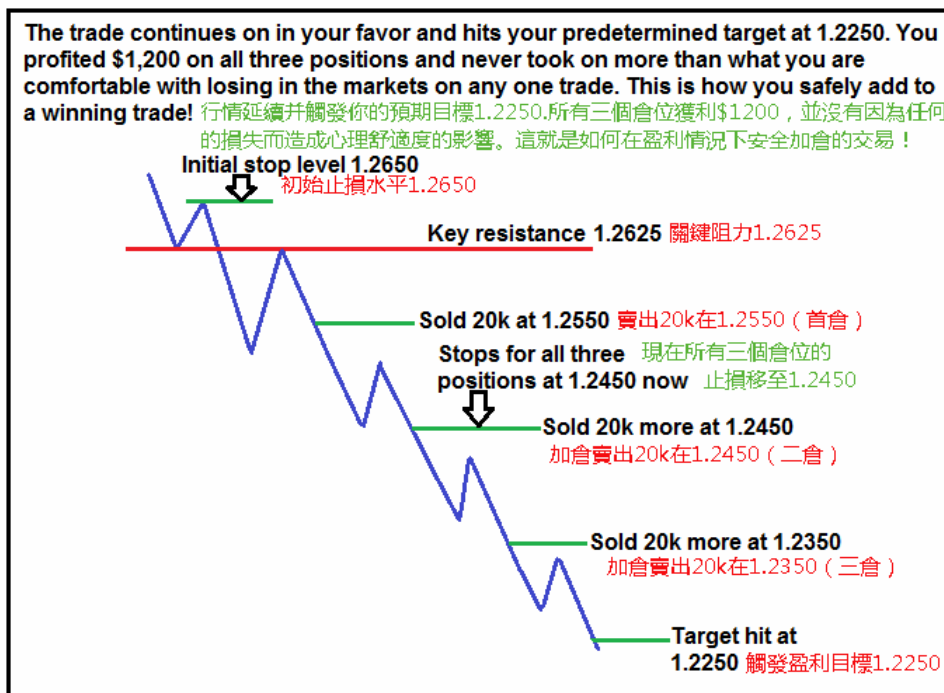 The trade continues on in your favor and hits your predetermined target at 1.2250. You
profited $1,200 on all three positions and never took on more than what you are
comfortable with losing in the markets on any one trade. This is how you safely add to
a winning trade! 行情延續并觸發你的預期目標1.2250.所有三個倉位獲利$1200，並沒有因為任何
的損失而造成心理舒適度的影響。這就是如何在盈利情況下安全加倉的交易！
Initial stop level 1.2650
初始止損水平1.2650
Key resistance 1.2625 關鍵阻力1.2625
Sold 20k at 1.2550 賣出20k在1.2550（首倉）
Stops for all three 現在所有三個倉位的
positions at 1.2450 now 止損移至1.2450
Sold 20k more at 1.2450
加倉賣出20k在1.2450（二倉）
Sold 20k more at 1.2350
加倉賣出20k在1.2350（三倉）
Target hit at
1.2250 觸發盈利目標1.2250